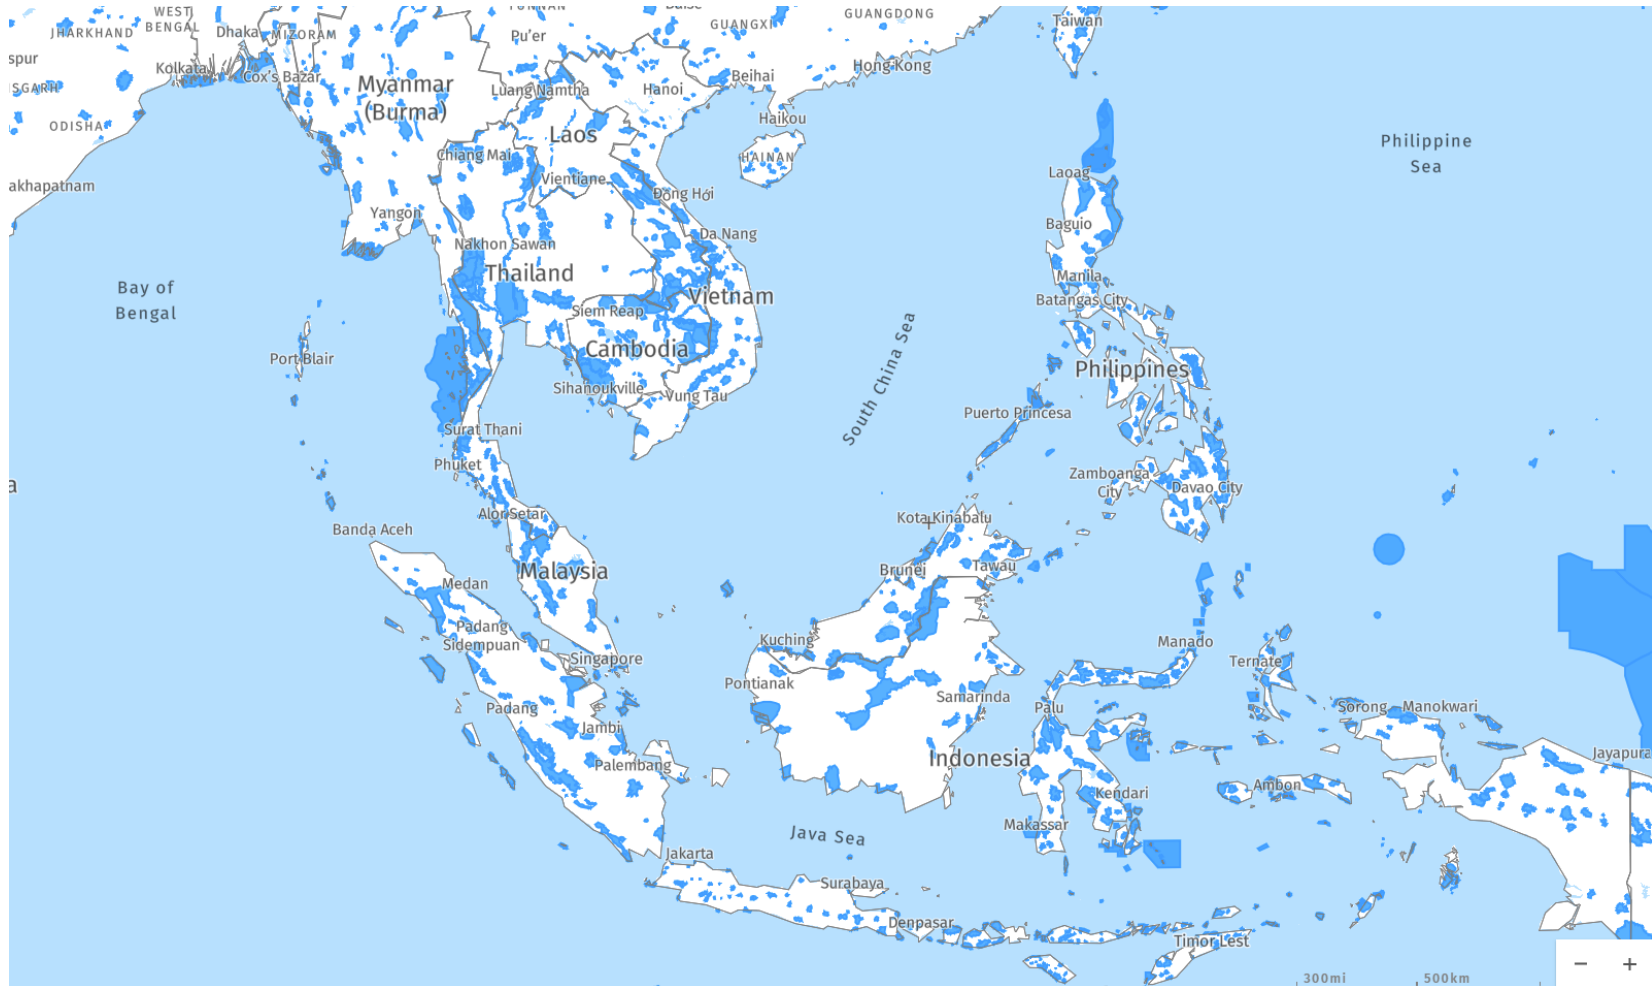 WEST
BENGAL
JHARKHAND
Dhaka
MIZORAM
YUNNAN
Pu'er
GUANGXI
GUANGDONG
Taiwan
spur
Kolkata
Cox's Bazar
SGARH
Myanmar
(Burma)
Luang Namtha
Hanoi
Beihai
Hong Kong
ODISHA
Laos
Haikou
Chiang Mai
HAINAN
Philippine
Sea
akhapatnam
Vientiane
Đồng Hới
Laoag
Yangon
Baguio
Nakhon Sawan
Da Nang
Thailand
Manila
Bay of
Bengal
Siem Reap
Vietnam
Batangas City
Port Blair
Cambodia
South China Sea
Philippines
Sihanoukville
Vung Tau
Puerto Princesa
Surat Thani
Phuket
Zamboanga
City
Davao City
a
Alor Setar
Kota Kinabalu
Banda Aceh
Malaysia
Brunei
Tawau
Medan
Padang
Sidempuan
Kuching
Manado
Singapore
Ternate
Pontianak
Samarinda
Padang
Palu
Sorong
Manokwari
Jambi
Indonesia
Jayapura
Palembang
Kendari
Ambon
Makassar
Java Sea
Jakarta
Surabaya
Denpasar
Timor Lest
300mi
500km
− +